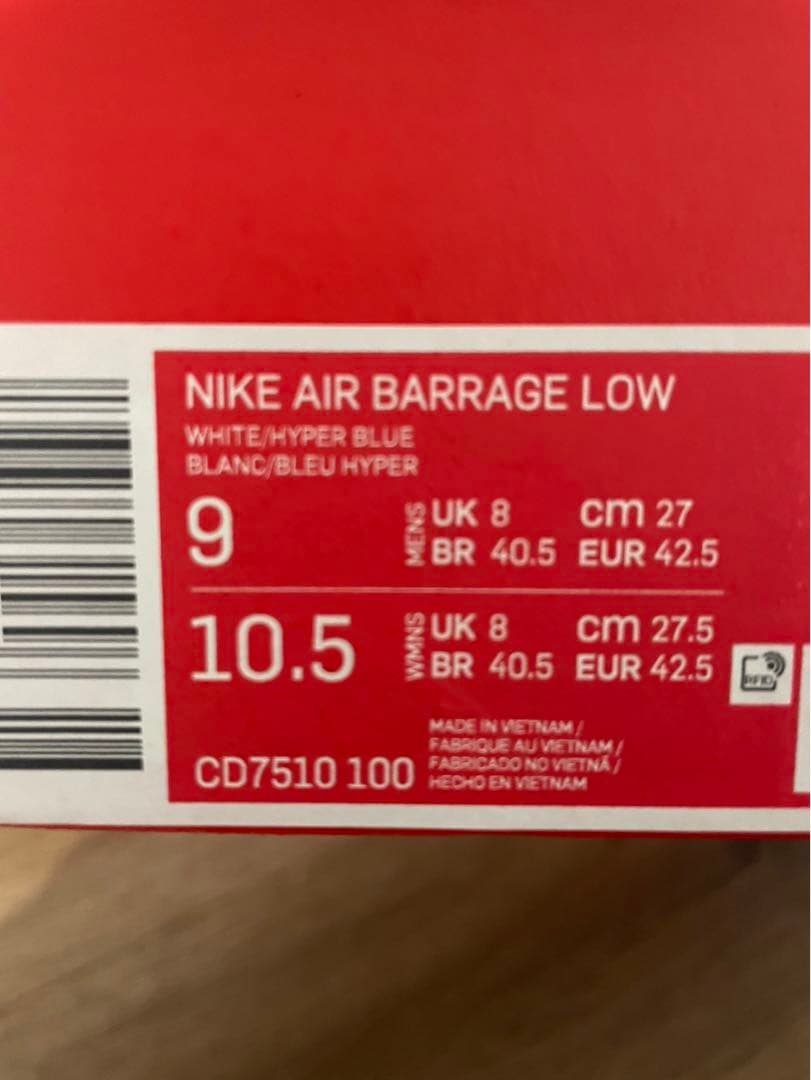 NIKE AIR BARRAGE LOW
WHITE/HYPER BLUE
BLANC/BLEU HYPER
9 MENS UK 8 cm 27
BR 40.5 EUR 42.5
10.5 WMNS UK 8 cm 27.5
BR 40.5 EUR 42.5
RFID
CD7510 100
MADE IN VIETNAM /
FABRIQUE AU VIETNAM /
FABRICADO NO VIETNÃ /
HECHO EN VIETNAM